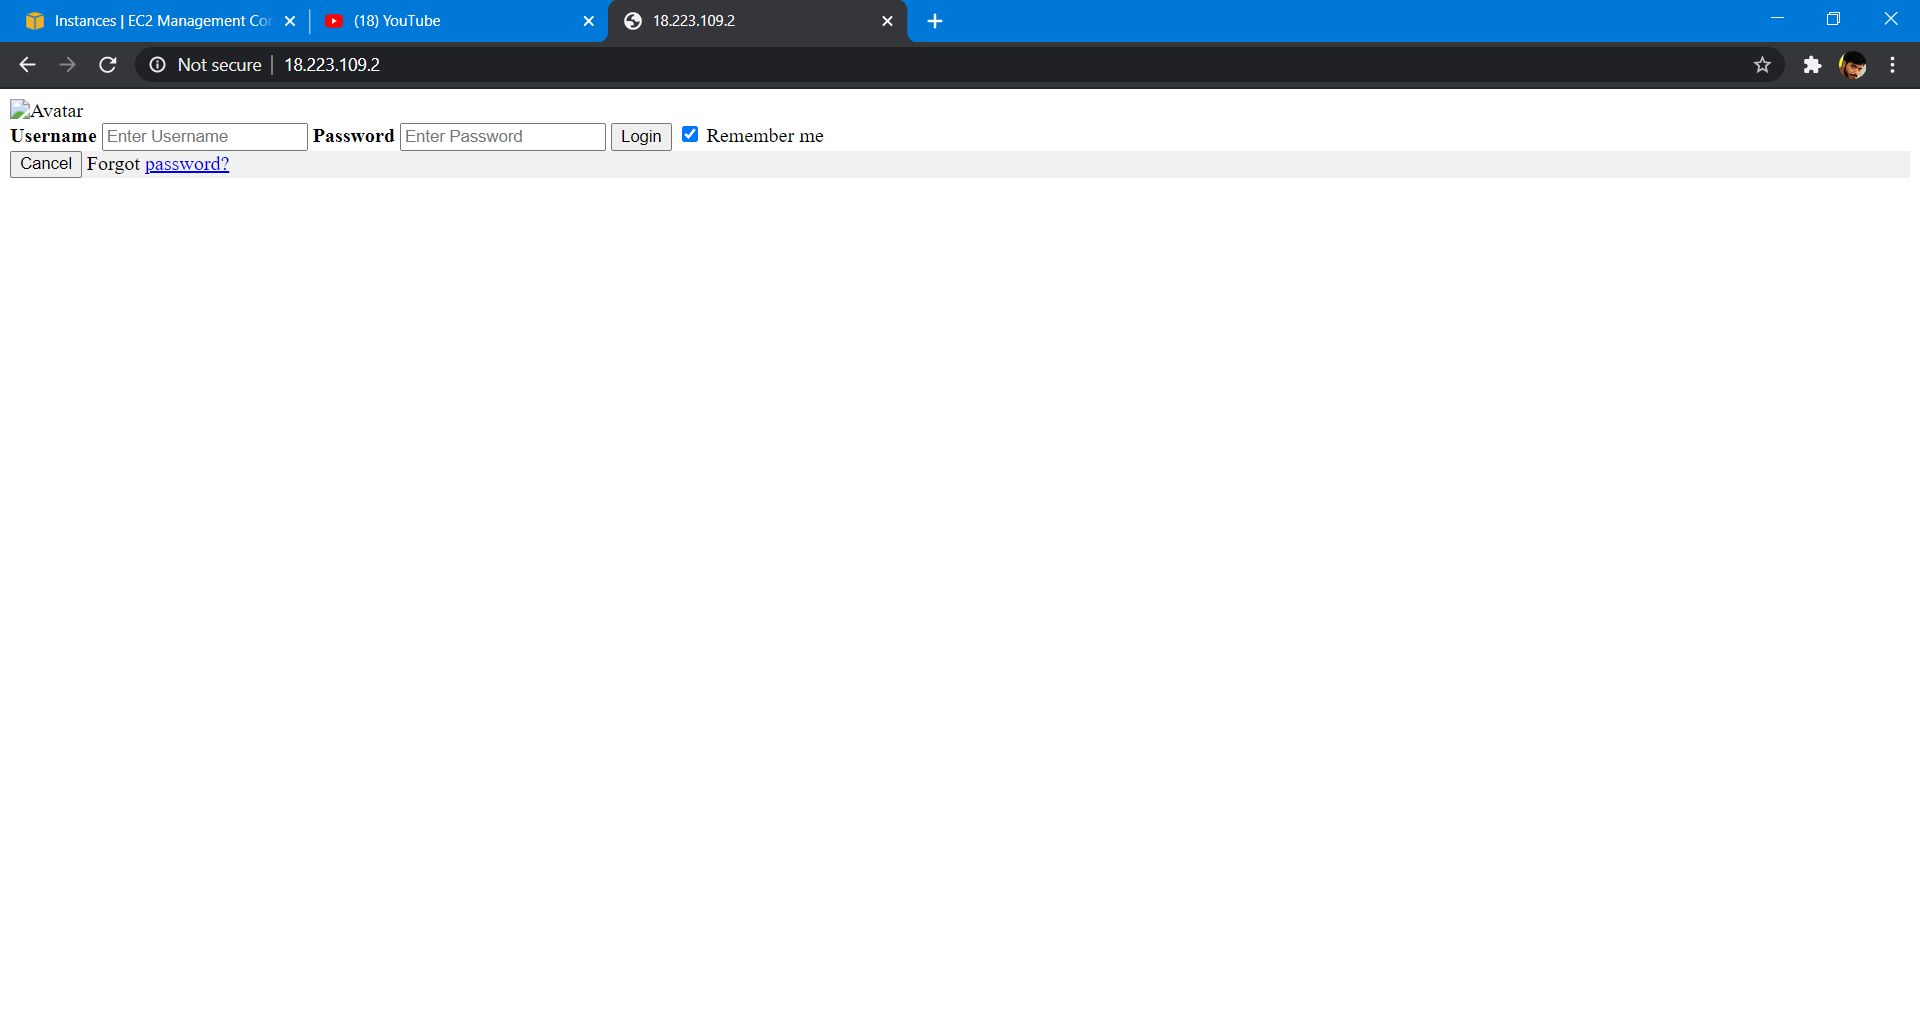 Instances | EC2 Management Con
(18) YouTube
18.223.109.2
Not secure | 18.223.109.2
Avatar
Username Enter Username Password Enter Password Login Remember me
Cancel Forgot password?